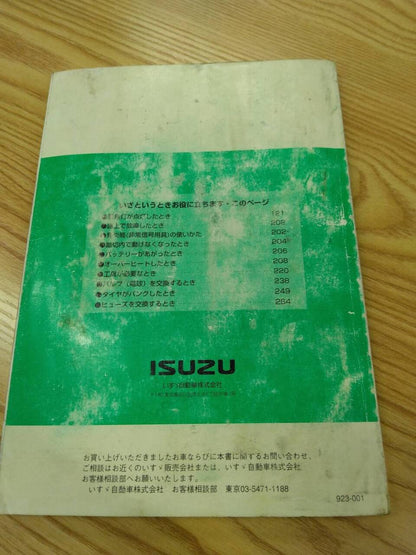 いざというときお役に立ちます・このページ
灯が点灯したとき 121
路上で故障したとき 202
発炎筒(非常信号用具)の使いかた 202
踏切内で動けなくなったとき 204
●バッテリーがあがったとき 206
●オーバーヒートしたとき 208
●工具が必要なとき 220
バルブ(電球)を交換するとき 238
●タイヤがパンクしたとき 249
●ヒューズを交換するとき 264
ISUZU
いすゞ自動車株式会社
お買い上げいただきましたお車ならびに本書に関するお問い合わせ、
ご相談はお近くのいすゞ販売会社または、いすゞ自動車株式会社
お客様相談部へお願いいたします。
いすゞ自動車株式会社 お客様相談部 東京03-5471-1188
923-001